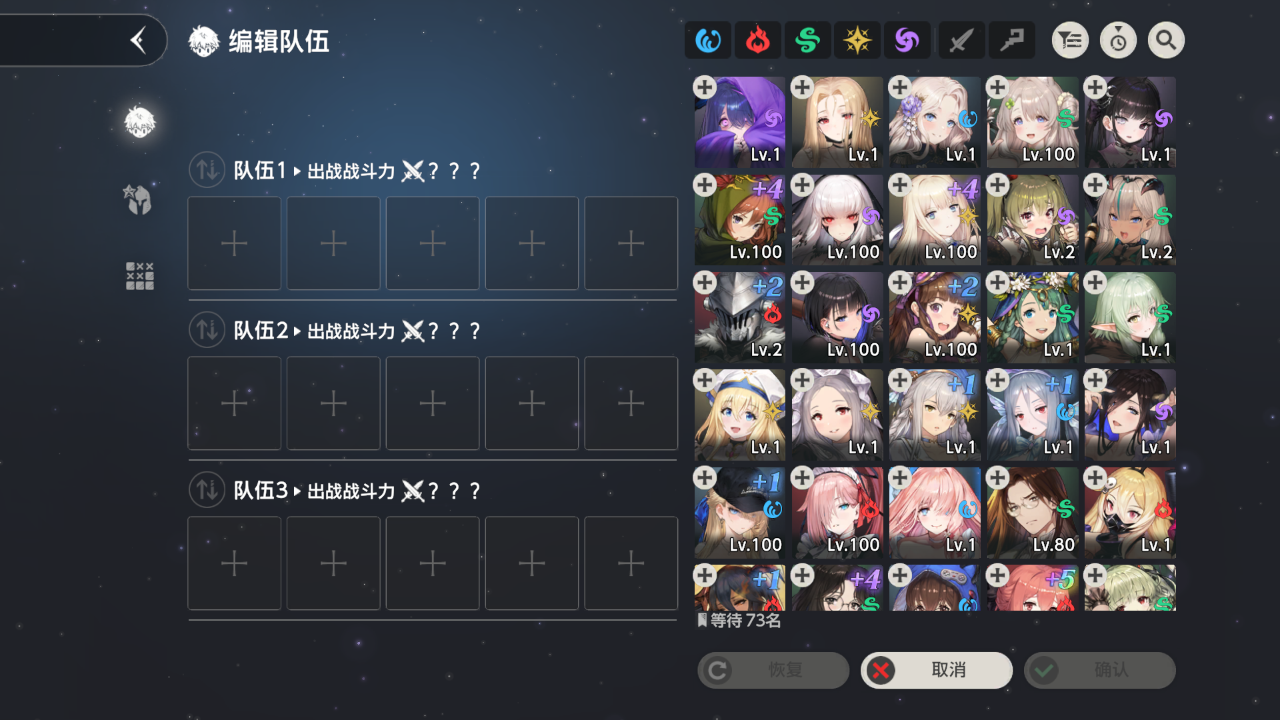 编辑队伍
队伍1▸出战战斗力 ? ? ?
队伍2▸出战战斗力 ? ? ?
队伍3▸出战战斗力 ? ? ?
Lv.1 Lv.1 Lv.1 Lv.100 Lv.1
+4 +4
Lv.100 Lv.100 Lv.100 Lv.2 Lv.2
+2 +2
Lv.2 Lv.100 Lv.100 Lv.1 Lv.1
+1 +1
Lv.1 Lv.1 Lv.1 Lv.1 Lv.1
+1
Lv.100 Lv.100 Lv.1 Lv.80 Lv.1
+1 +4 +5
等待 73名
恢复 取消 确认